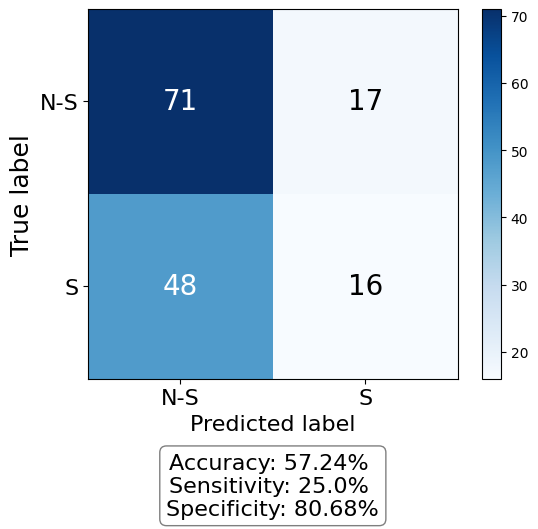 70
N-S 71 17
60
50
True label
40
S 48 16
30
20
N-S S
Predicted label
Accuracy: 57.24%
Sensitivity: 25.0%
Specificity: 80.68%